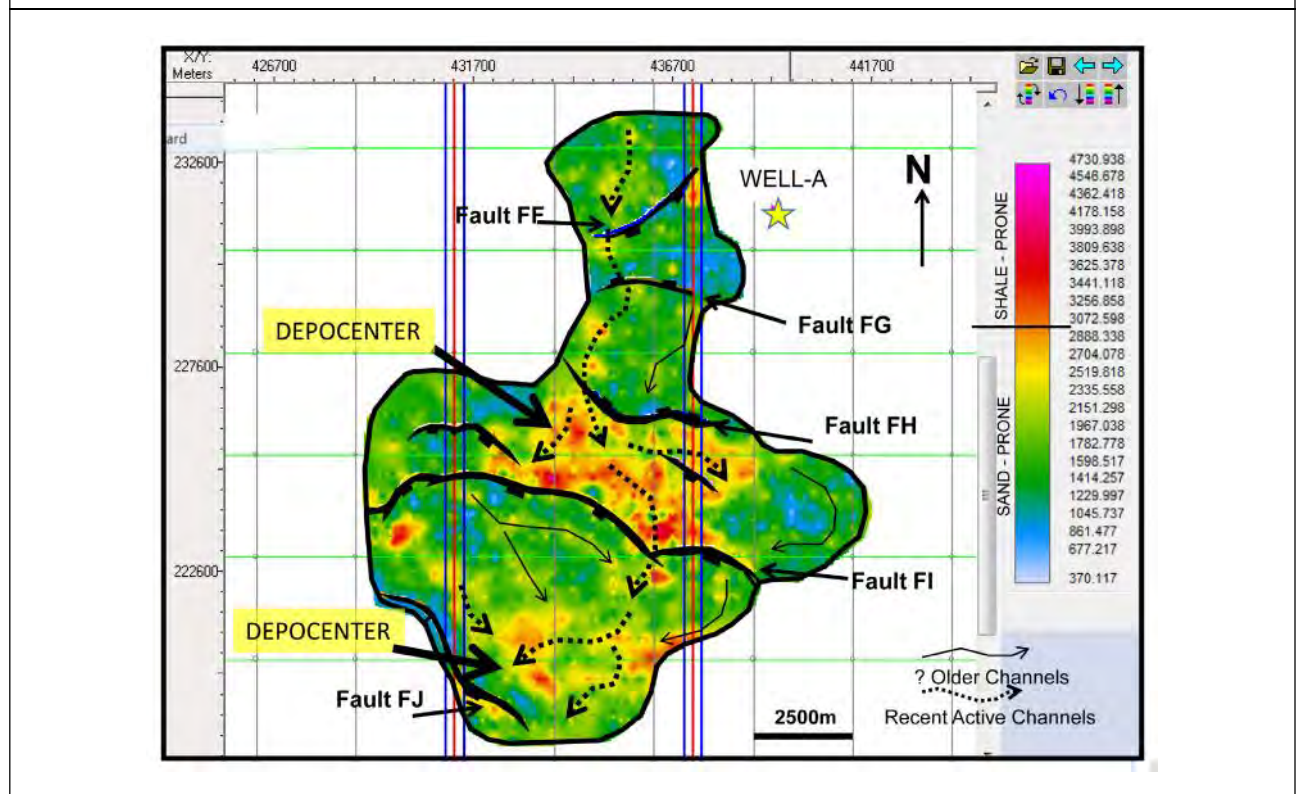 X/Y:
Meters
426700
431700
436700
441700
ard
232600
227600
222600
WELL-A
N
Fault FF
Fault FG
DEPOCENTER
Fault FH
Fault FI
DEPOCENTER
Fault FJ
2500m
? Older Channels
Recent Active Channels
SHALE - PRONE
SAND - PRONE
4730.938
4546.678
4362.418
4178.158
3993.898
3809.638
3625.378
3441.118
3256.858
3072.598
2888.338
2704.078
2519.818
2335.558
2151.298
1967.038
1782.778
1598.517
1414.257
1229.997
1045.737
861.477
677.217
370.117